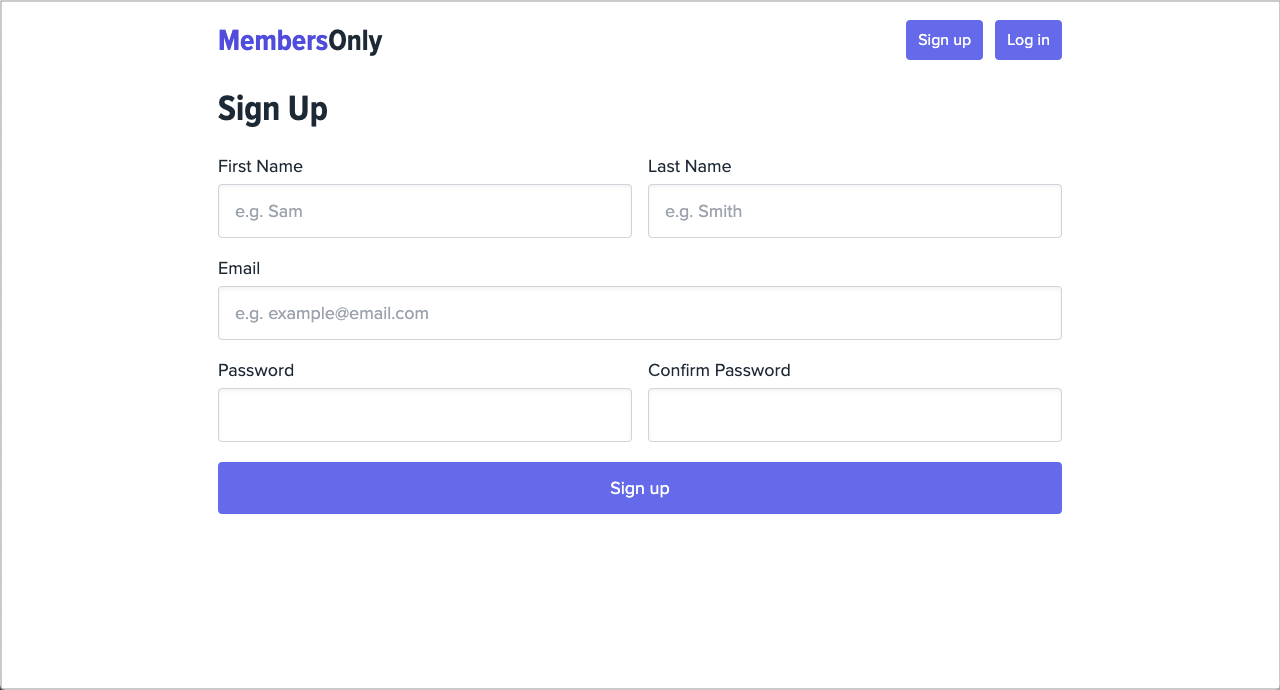 MembersOnly Sign up Log in
Sign Up
First Name Last Name
e.g. Sam e.g. Smith
Email
e.g. example@email.com
Password Confirm Password
Sign up